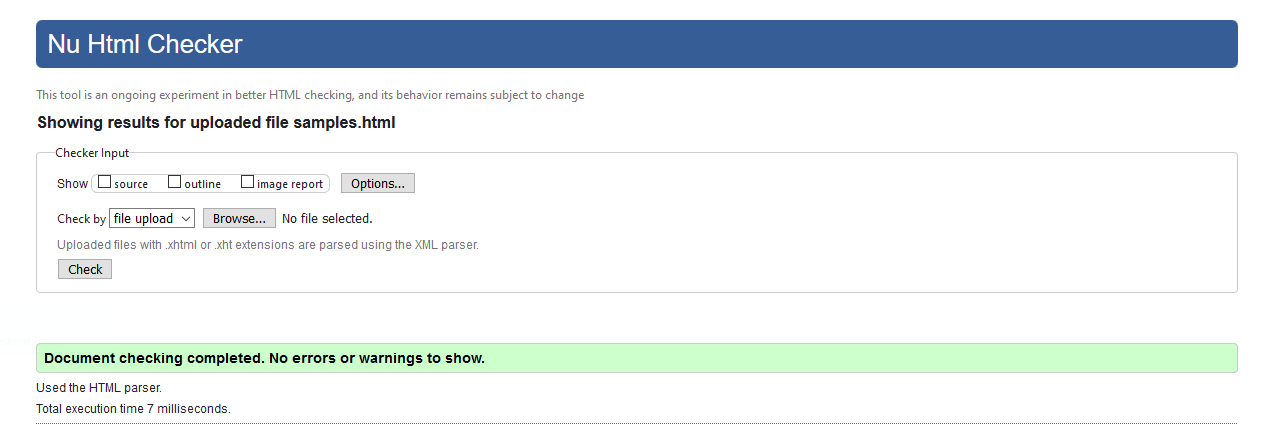 Nu Html Checker
This tool is an ongoing experiment in better HTML checking, and its behavior remains subject to change
Showing results for uploaded file samples.html
Checker Input
Show source outline image report Options...
Check by file upload Browse... No file selected.
Uploaded files with .xhtml or .xht extensions are parsed using the XML parser.
Check
Document checking completed. No errors or warnings to show.
Used the HTML parser.
Total execution time 7 milliseconds.